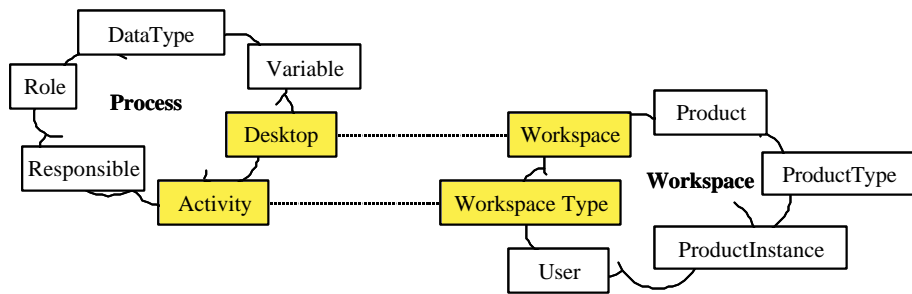 DataType
Variable
Role
Process
Desktop
Responsible
Activity
Workspace
Product
Workspace
ProductType
Workspace Type
ProductInstance
User